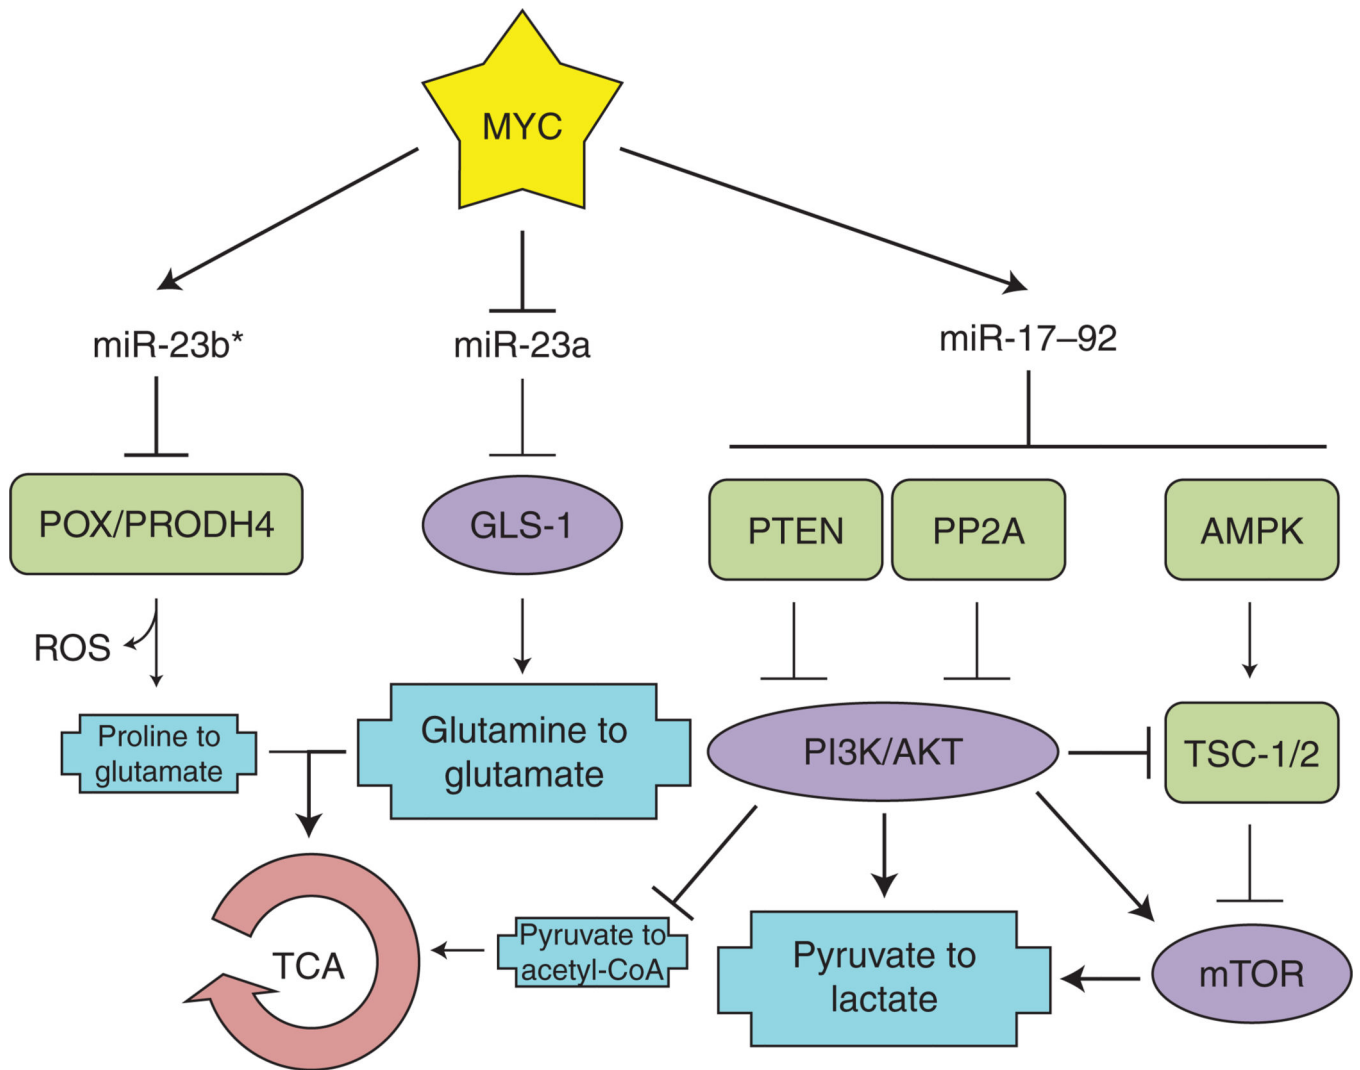 MYC
miR-23b*
miR-23a
miR-17–92
POX/PRODH4
GLS-1
PTEN
PP2A
AMPK
ROS
Proline to
glutamate
Glutamine to
glutamate
PI3K/AKT
TSC-1/2
TCA
Pyruvate to
acetyl-CoA
Pyruvate to
lactate
mTOR